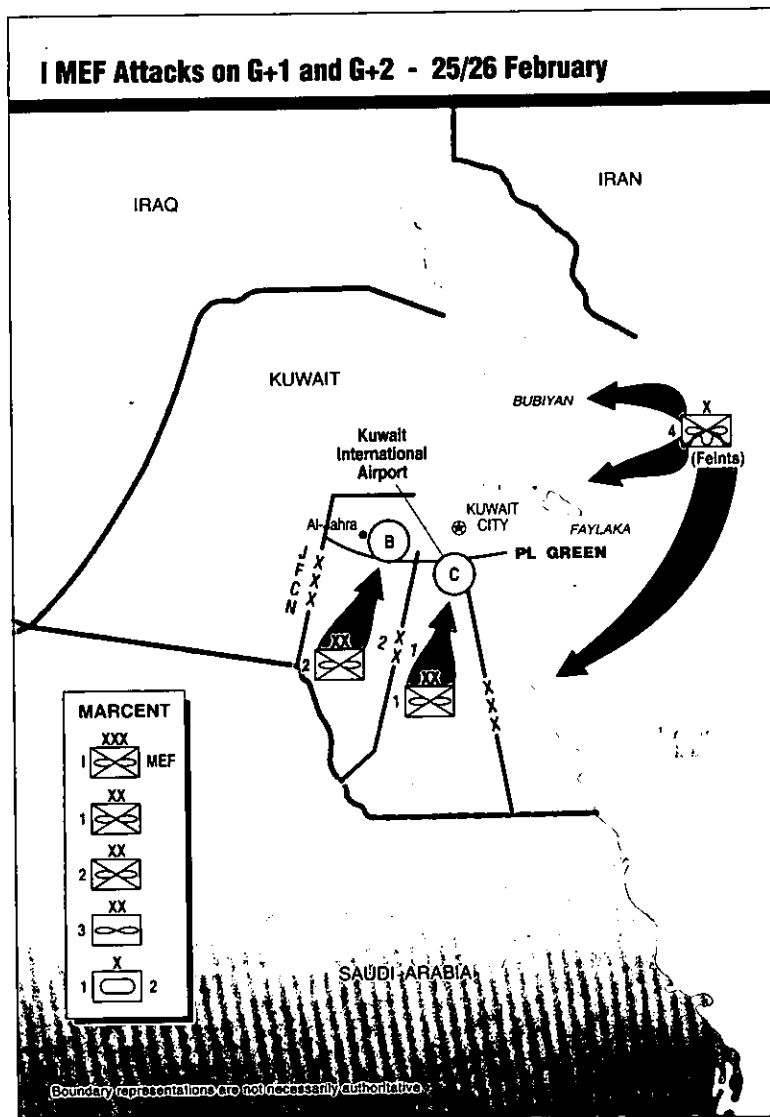 I MEF Attacks on G+1 and G+2 - 25/26 February
IRAN
IRAQ
KUWAIT
BUBIYAN
X
4
(Feints)
Kuwait
International
Airport
KUWAIT
CITY
Al-Jahra
FAYLAKA
B
PL GREEN
C
JFCN
XXX
XX
2
2
XX
1
XX
1
XXX
MARCENT
XXX
I MEF
XX
1
XX
2
XX
3
X
1 2
SAUDI ARABIA
Boundary representations are not necessarily authoritative